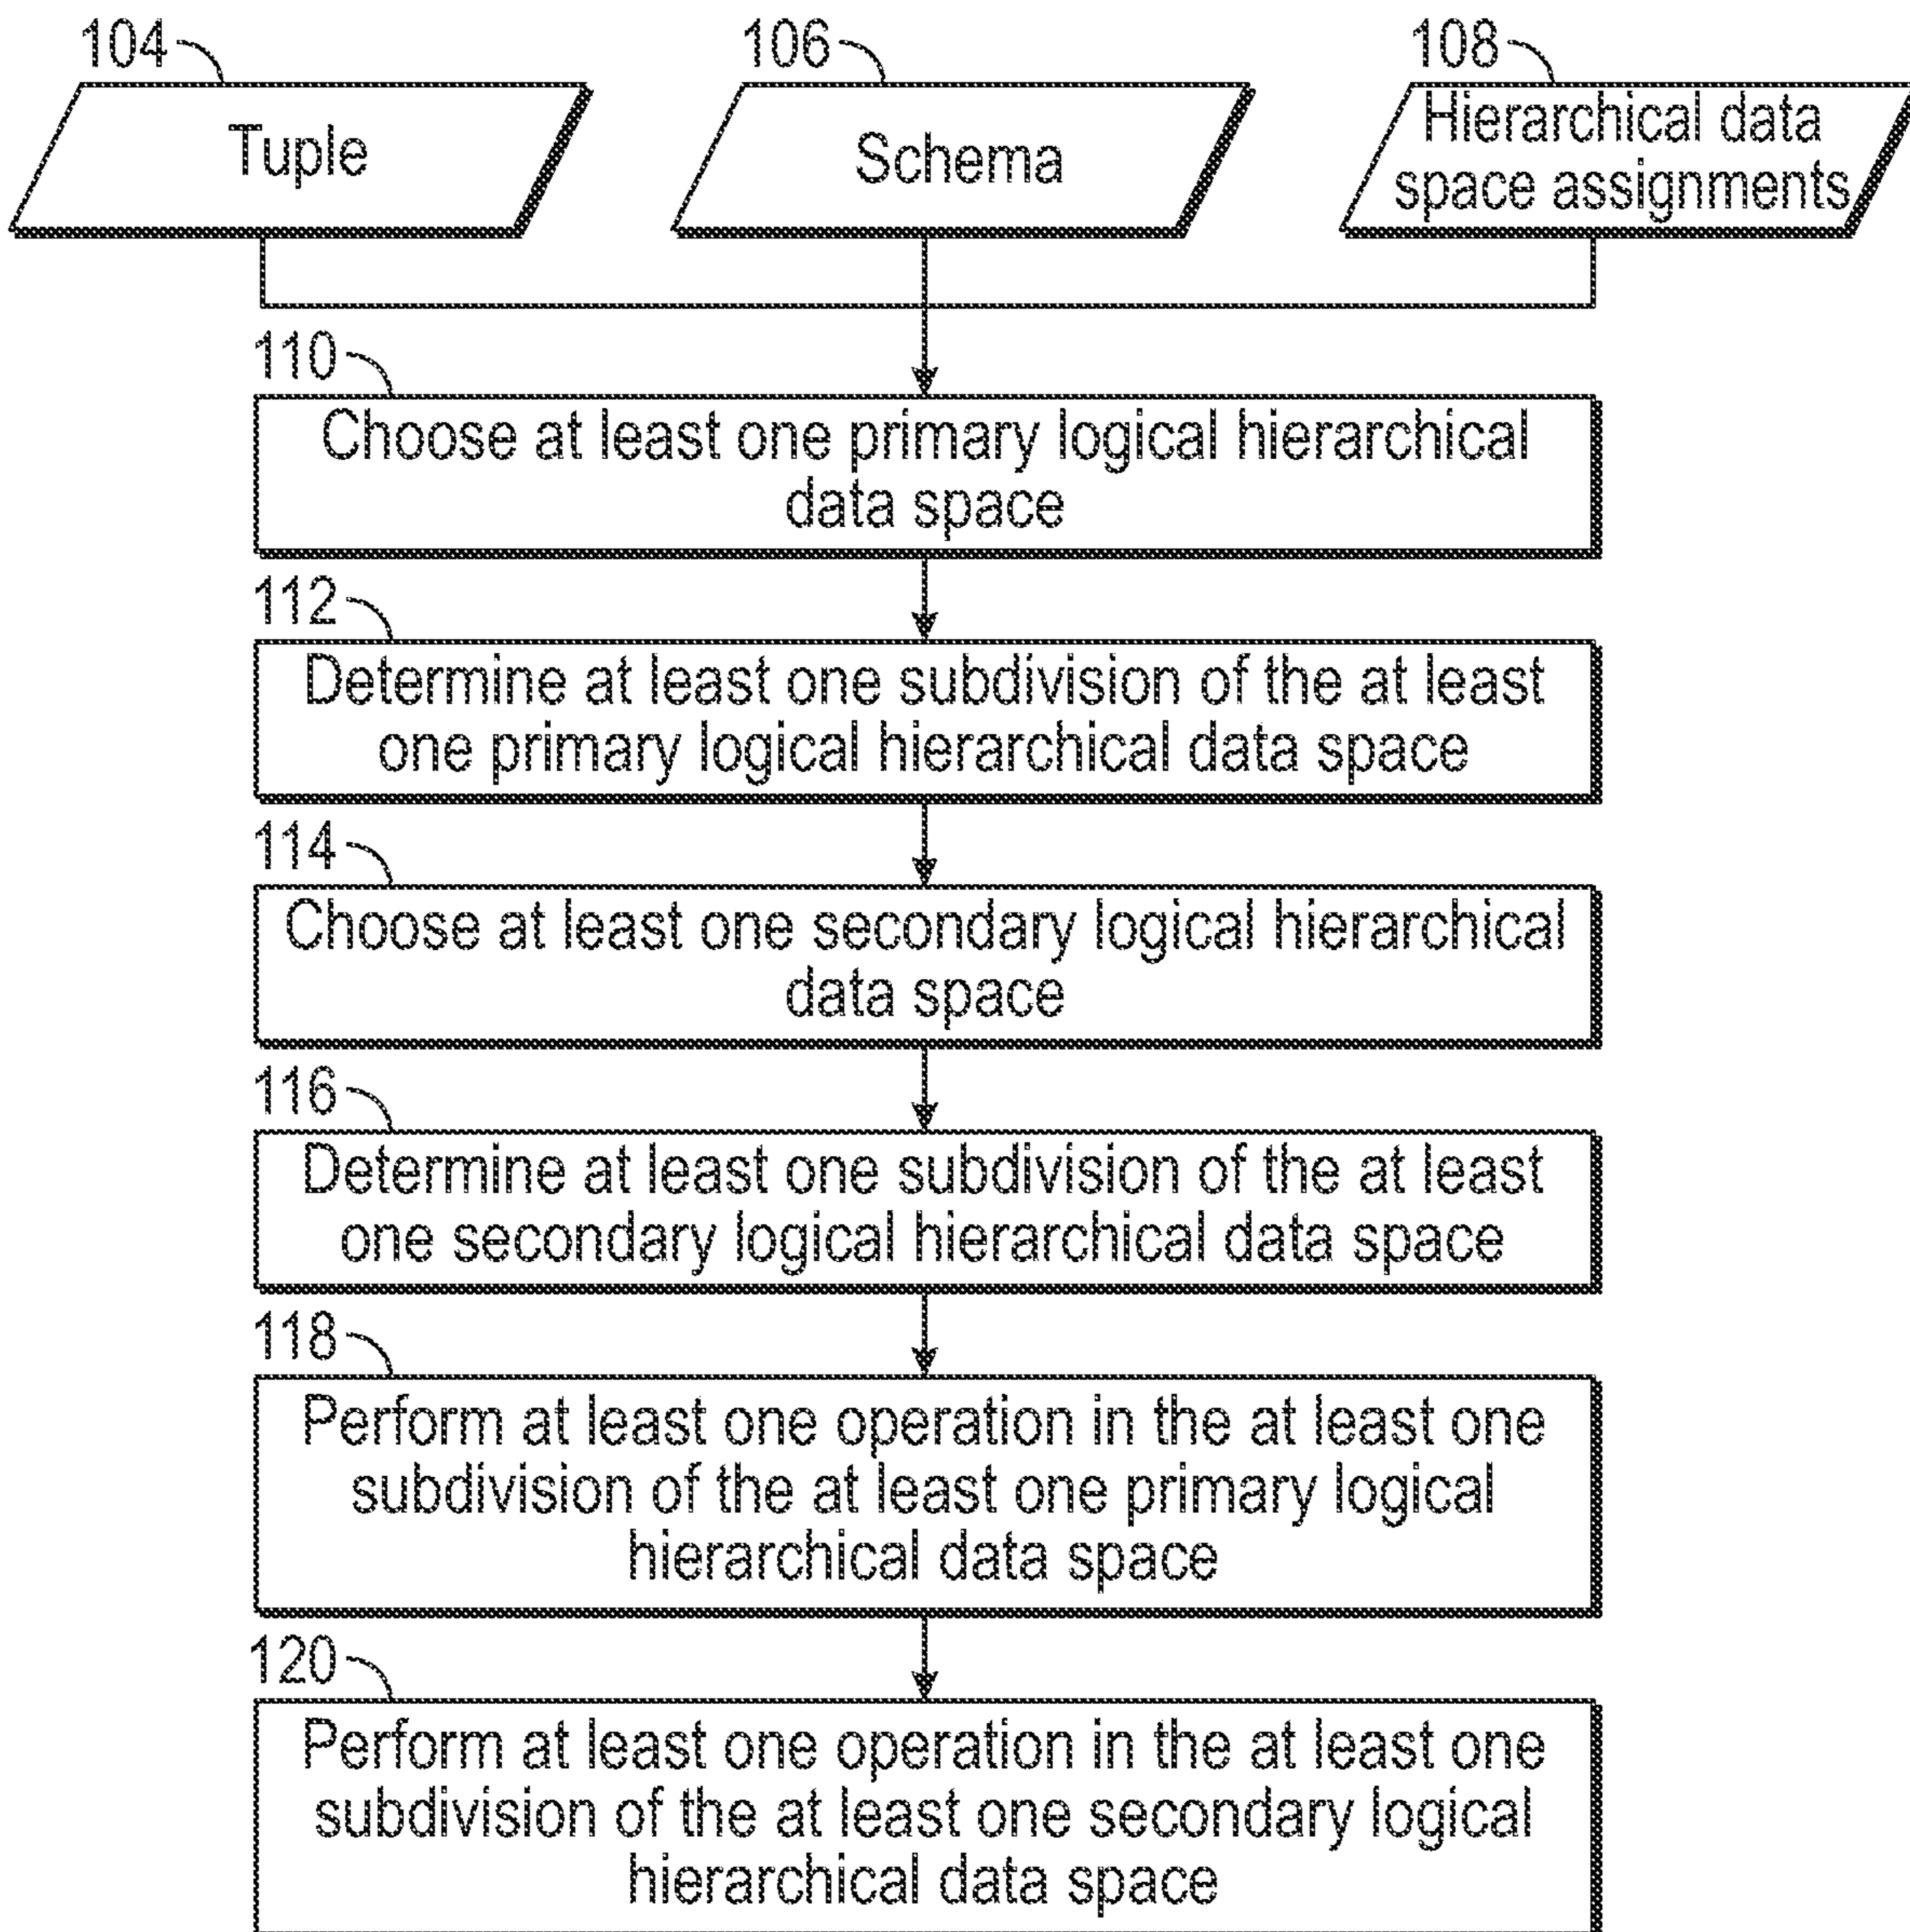 104
106
108
Tuple
Schema
Hierarchical data
space assignments
110
Choose at least one primary logical hierarchical
data space
112
Determine at least one subdivision of the at least
one primary logical hierarchical data space
114
Choose at least one secondary logical hierarchical
data space
116
Determine at least one subdivision of the at least
one secondary logical hierarchical data space
118
Perform at least one operation in the at least one
subdivision of the at least one primary logical
hierarchical data space
120
Perform at least one operation in the at least one
subdivision of the at least one secondary logical
hierarchical data space